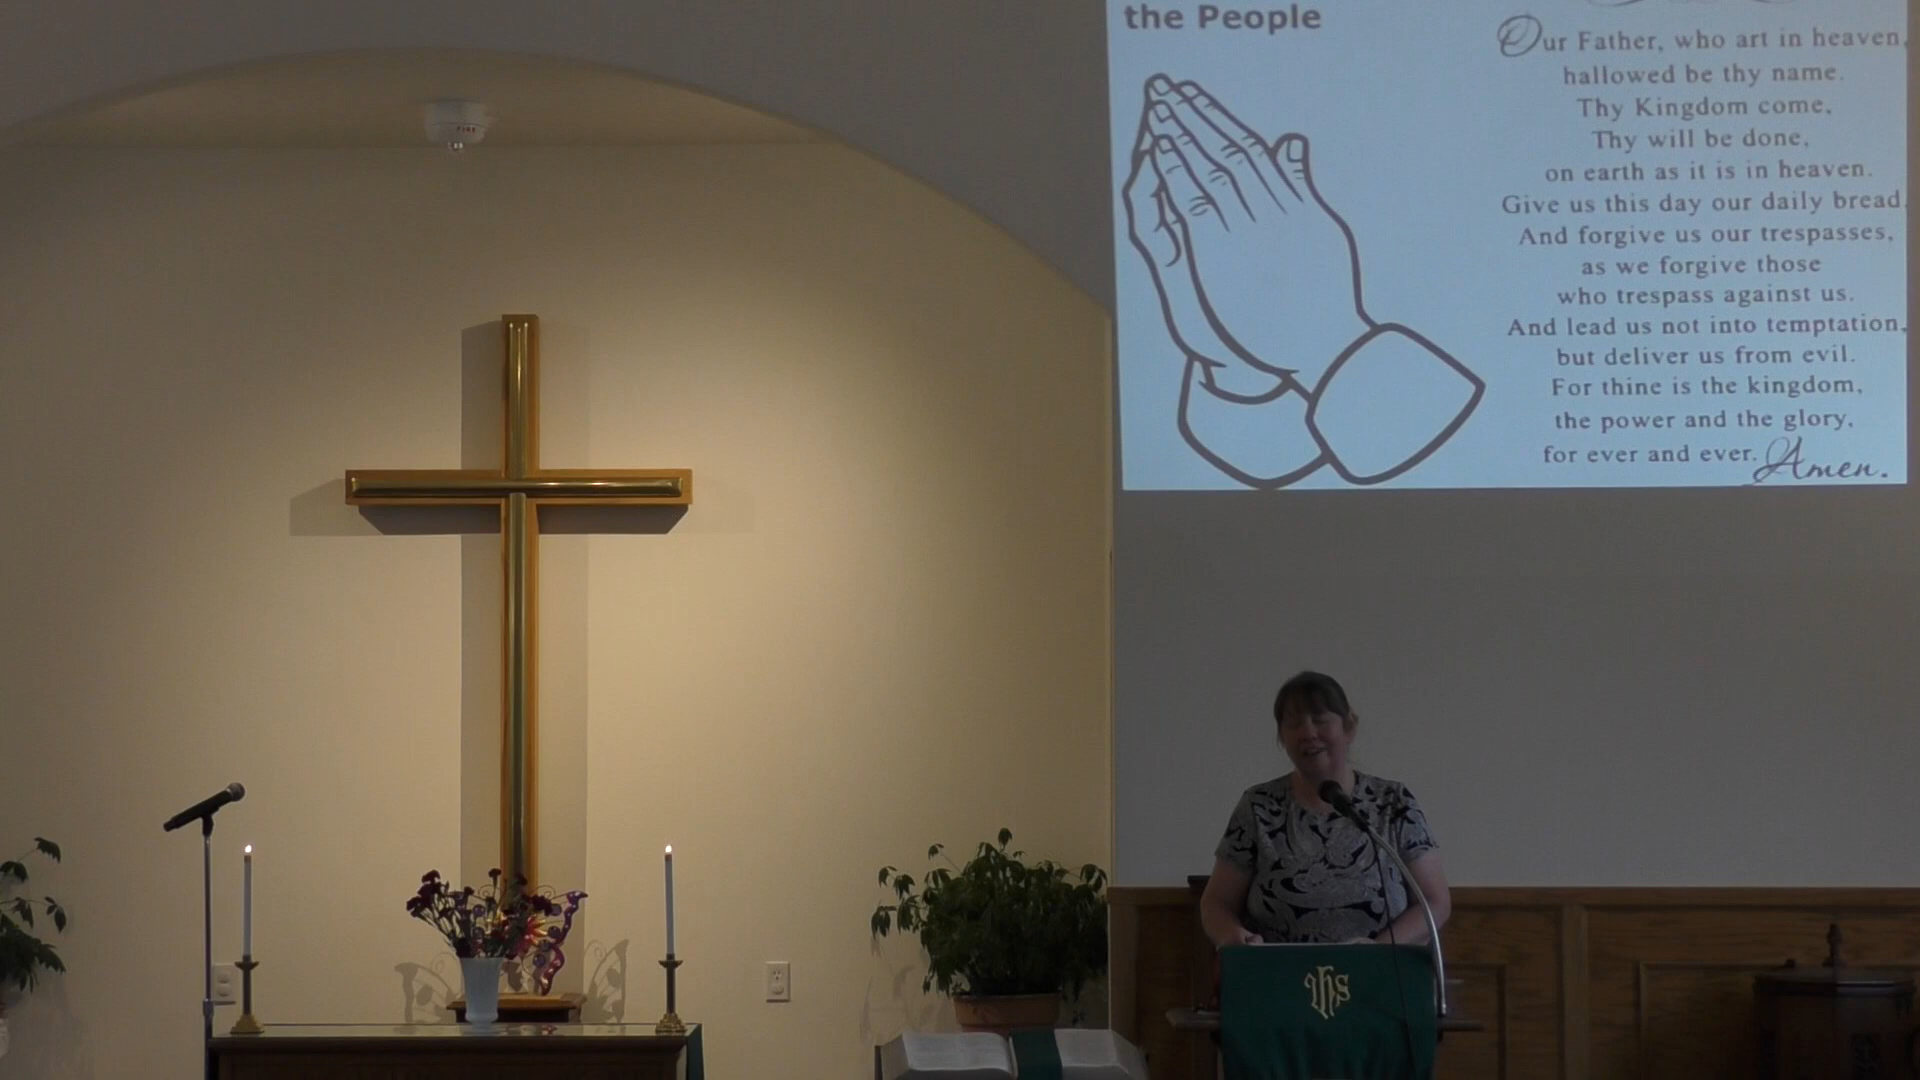 the People
Our Father, who art in heaven,
hallowed be thy name.
Thy Kingdom come,
Thy will be done,
on earth as it is in heaven.
Give us this day our daily bread,
And forgive us our trespasses,
as we forgive those
who trespass against us.
And lead us not into temptation,
but deliver us from evil.
For thine is the kingdom,
the power and the glory,
for ever and ever. Amen.
FIRE
IHS